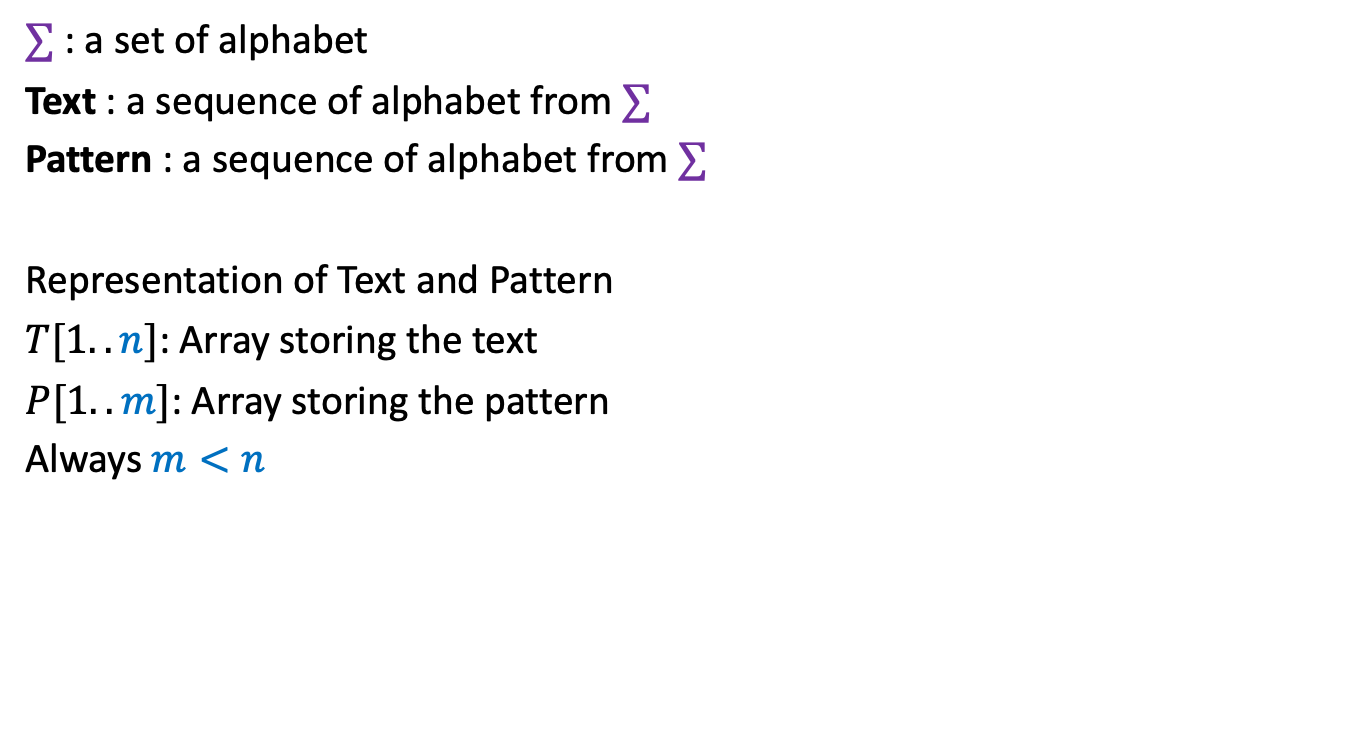 ∑ : a set of alphabet
Text : a sequence of alphabet from ∑
Pattern : a sequence of alphabet from ∑
Representation of Text and Pattern
T[1..n]: Array storing the text
P[1..m]: Array storing the pattern
Always m < n